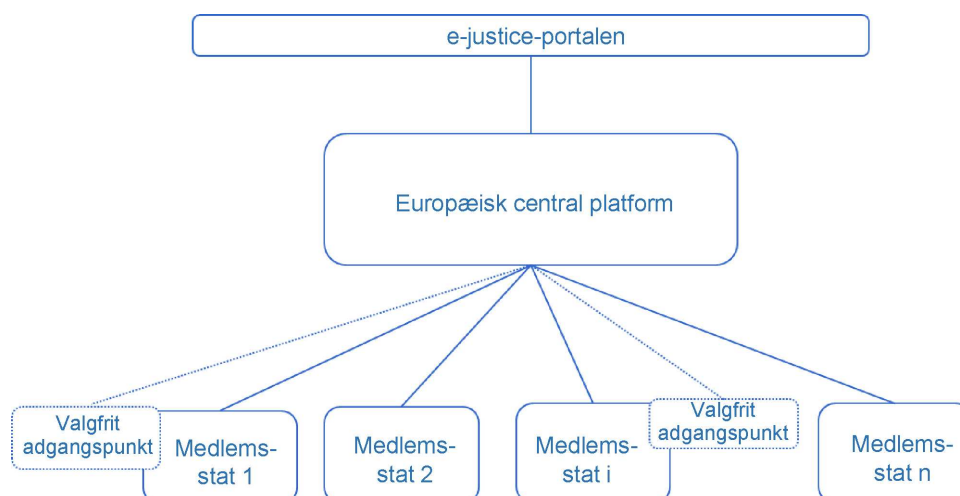 e-justice-portalen
Europæisk central platform
Valgfrit
adgangspunkt
Medlems-
stat 1
Medlems-
stat 2
Medlems-
stat i
Valgfrit
adgangspunkt
Medlems-
stat n